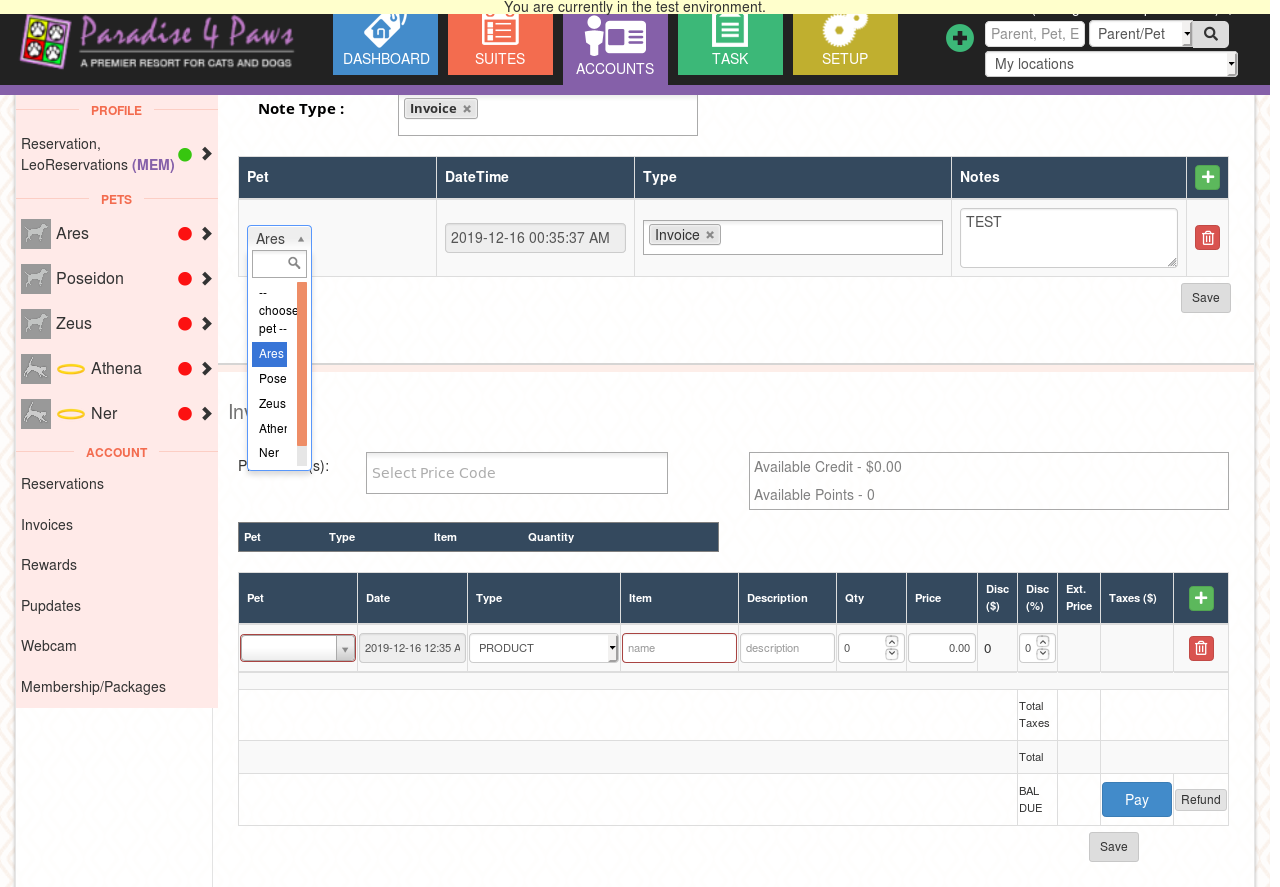 You are currently in the test environment.
Paradise 4 Paws
A PREMIER RESORT FOR CATS AND DOGS
DASHBOARD
SUITES
ACCOUNTS
TASK
SETUP
Parent, Pet, E
Parent/Pet
My locations
PROFILE
Reservation,
LeoReservations (MEM)
PETS
Ares
Poseidon
Zeus
Athena
Ner
ACCOUNT
Reservations
Invoices
Rewards
Pupdates
Webcam
Membership/Packages
Note Type :
Invoice ×
Pet DateTime Type Notes
Ares
2019-12-16 00:35:37 AM
Invoice ×
TEST
--
choose
pet --
Ares
Pose
Zeus
Ather
Ner
Save
Inv
P
(s):
Select Price Code
Available Credit - $0.00
Available Points - 0
Pet Type Item Quantity
Pet Date Type Item Description Qty Price Disc ($) Disc (%) Ext. Price Taxes ($)
2019-12-16 12:35 A PRODUCT name description 0 0.00 0 0
Total
Taxes
Total
BAL
DUE
Pay
Refund
Save